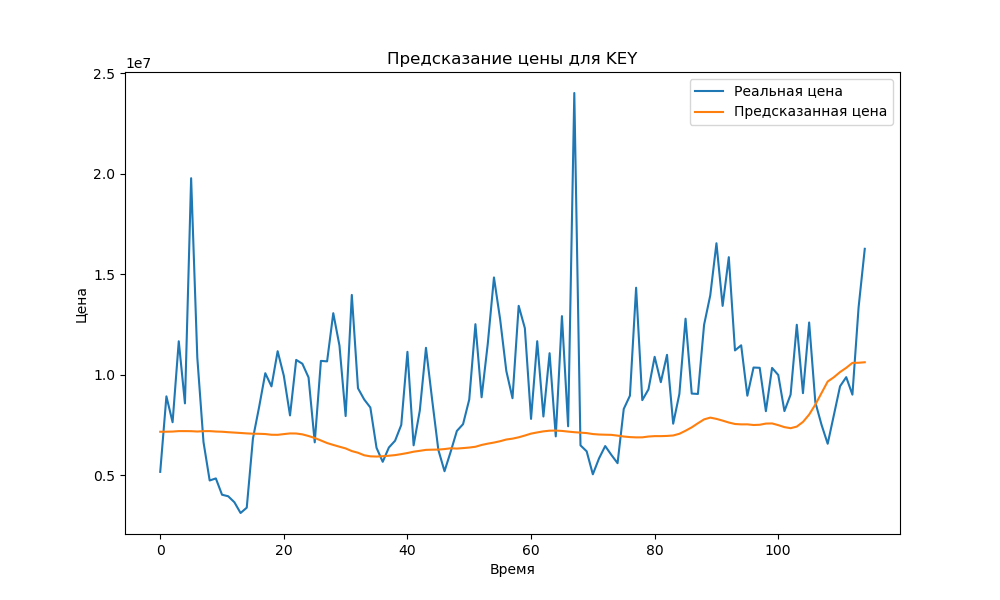 Предсказание цены для KEY
1e7
Реальная цена
Предсказанная цена
2.5
2.0
1.5
1.0
0.5
Цена
0 20 40 60 80 100
Время